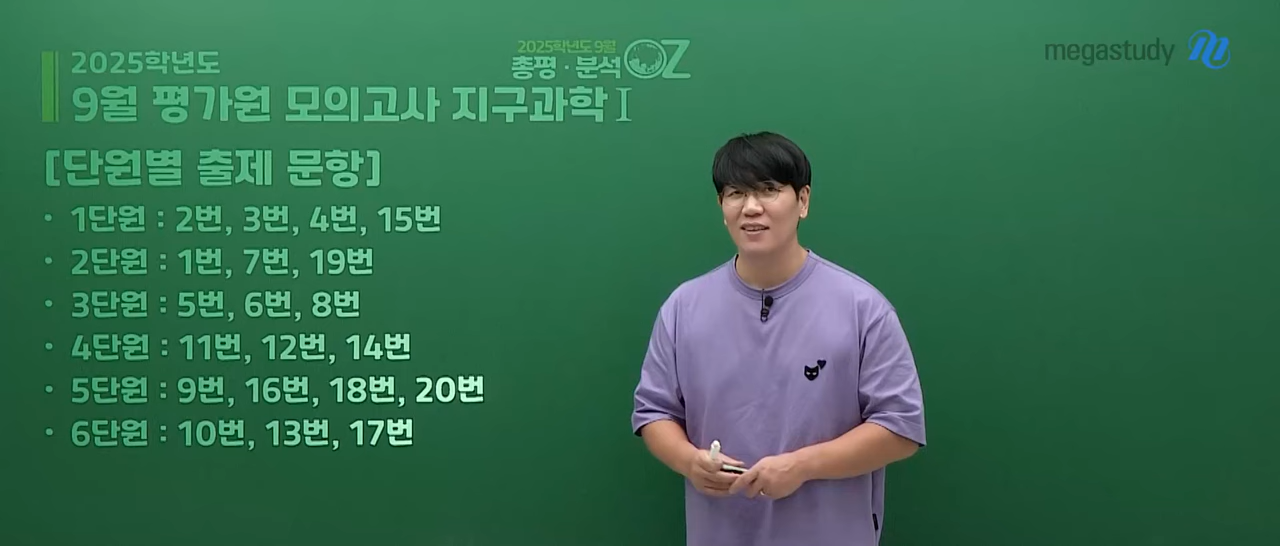 2025학년도
9월 평가원 모의고사 지구과학 I
2025학년도 9월
총평·분석 OZ
megastudy
[단원별 출제 문항]
• 1단원 : 2번, 3번, 4번, 15번
• 2단원 : 1번, 7번, 19번
• 3단원 : 5번, 6번, 8번
• 4단원 : 11번, 12번, 14번
• 5단원 : 9번, 16번, 18번, 20번
• 6단원 : 10번, 13번, 17번